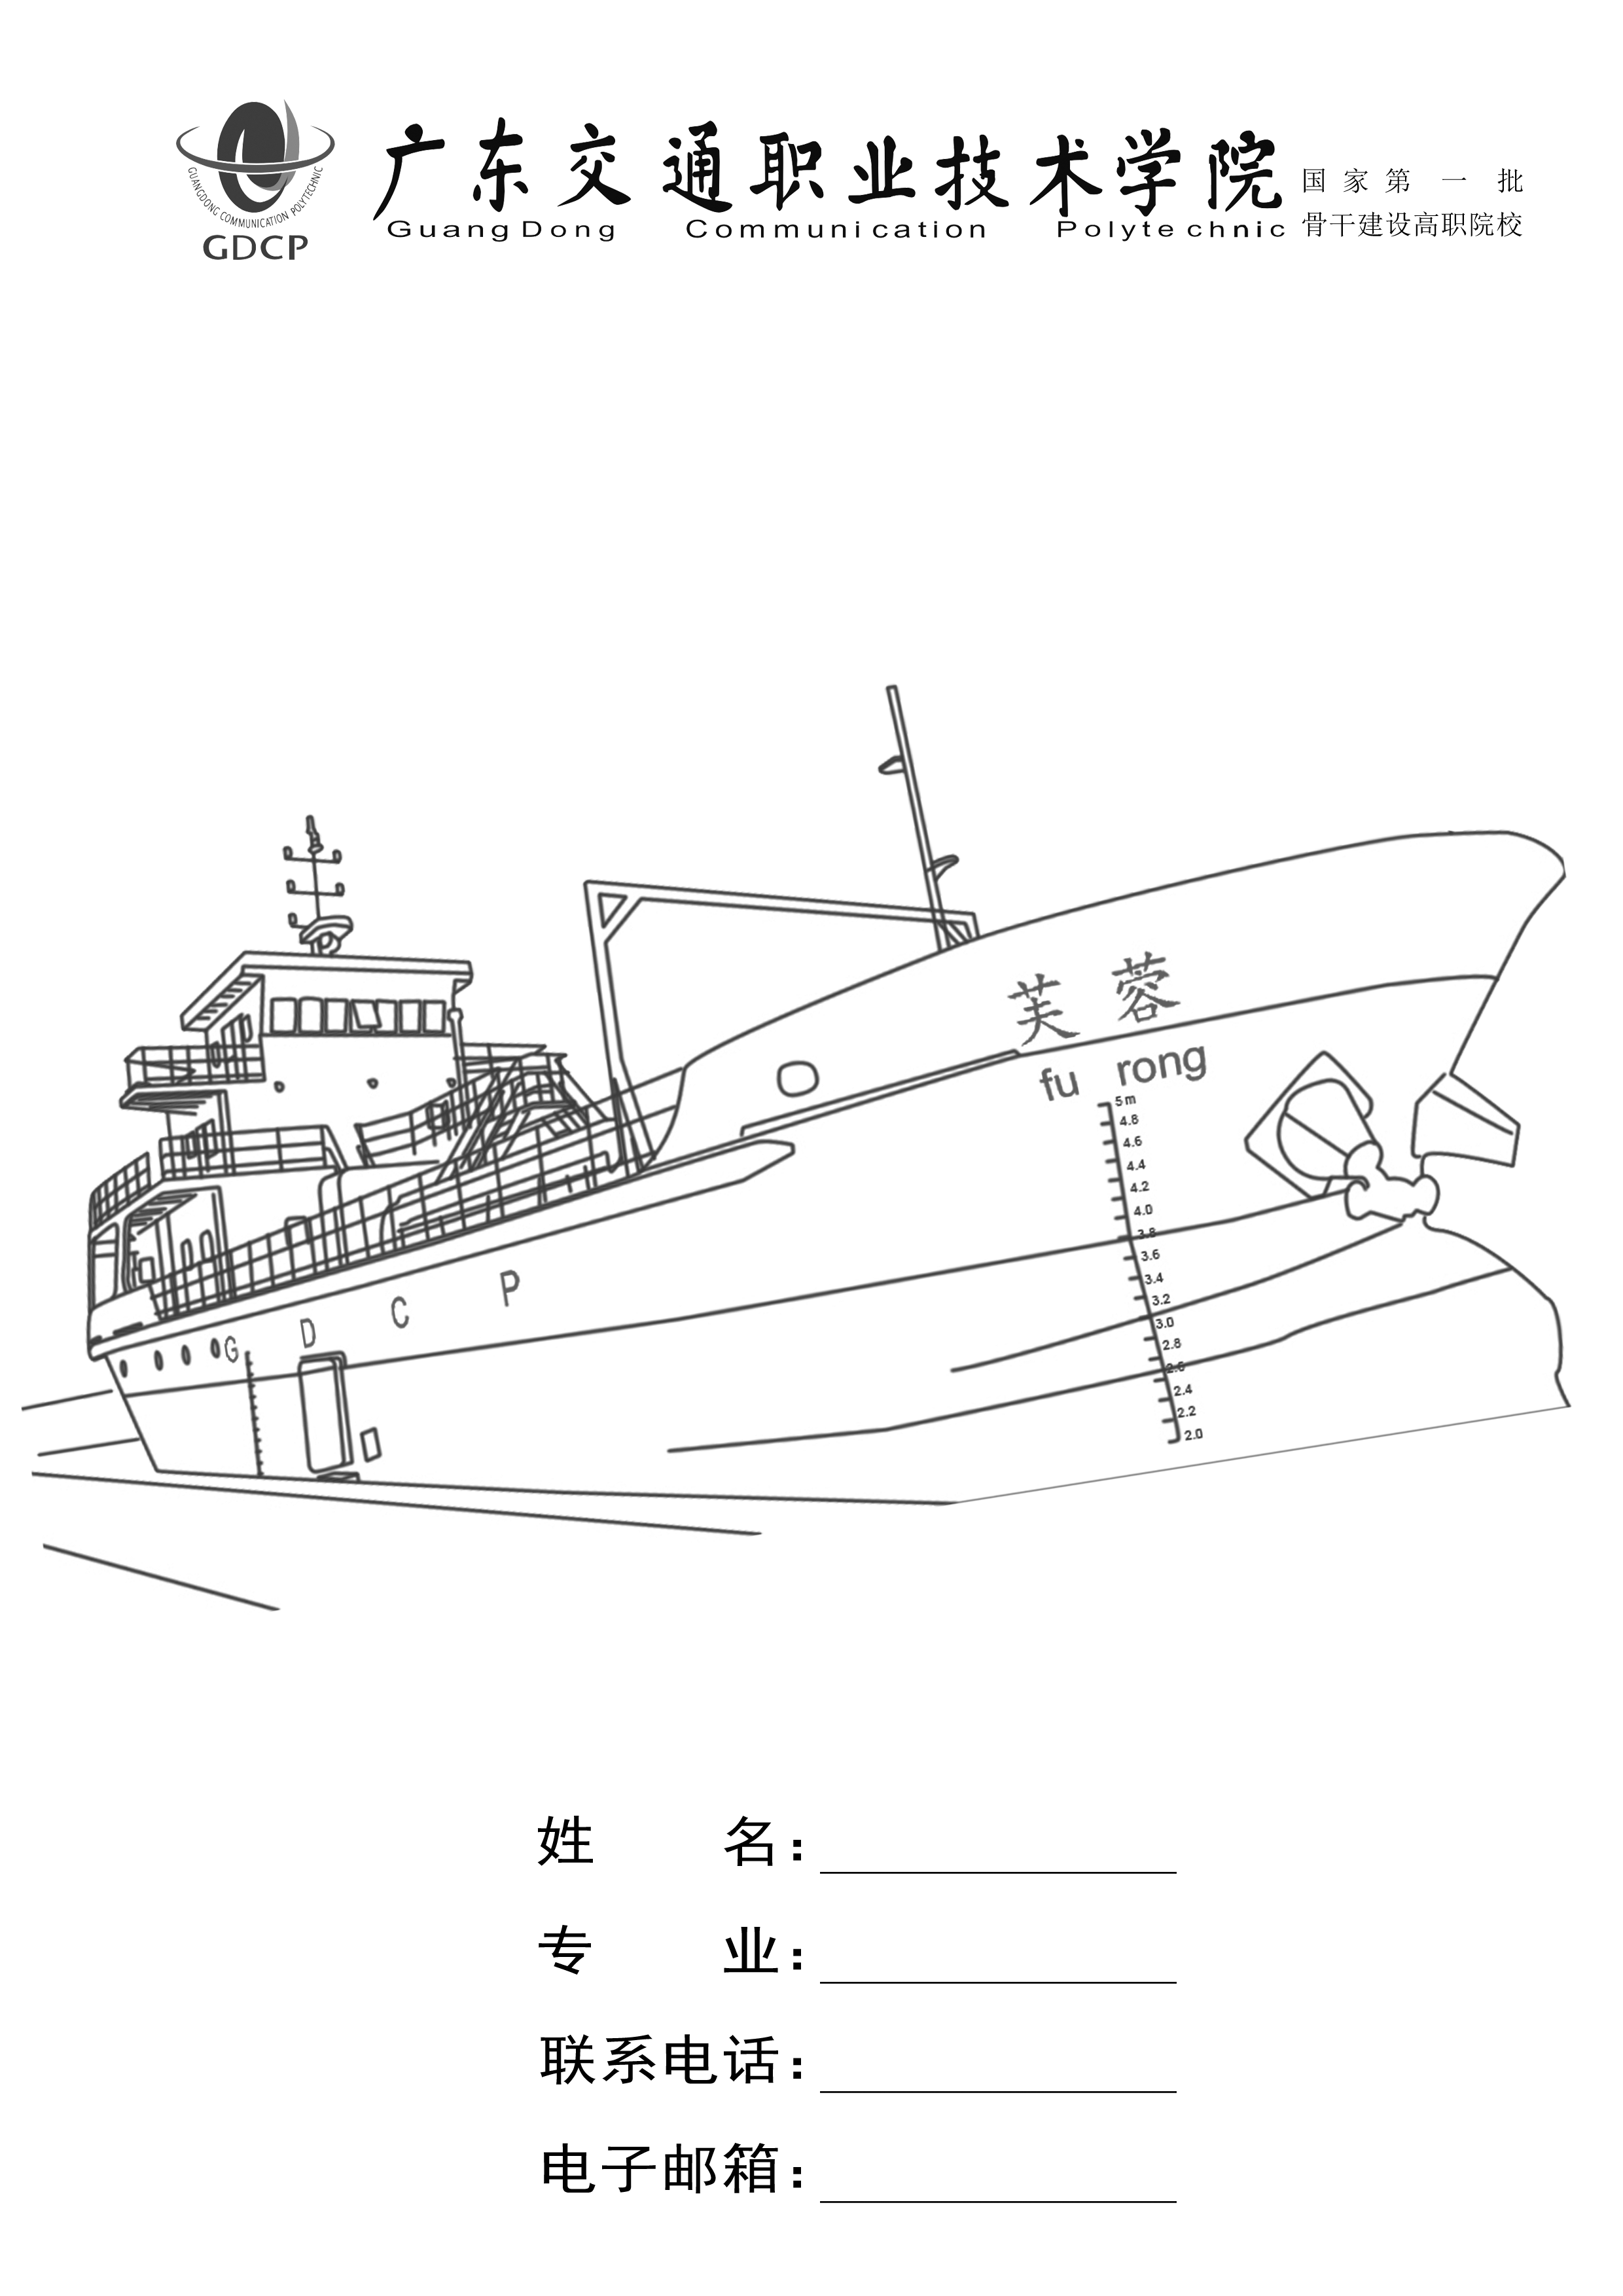 广东交通职业技术学院
GuangDong Communication Polytechnic
国家第一批
骨干建设高职院校
GUANGDONG COMMUNICATION POLYTECHNIC
GDCP
芙蓉
fu rong
5m
4.8
4.6
4.4
4.2
4.0
3.8
3.6
3.4
3.2
3.0
2.8
2.6
2.4
2.2
2.0
G D C P
姓名：
专业：
联系电话：
电子邮箱：